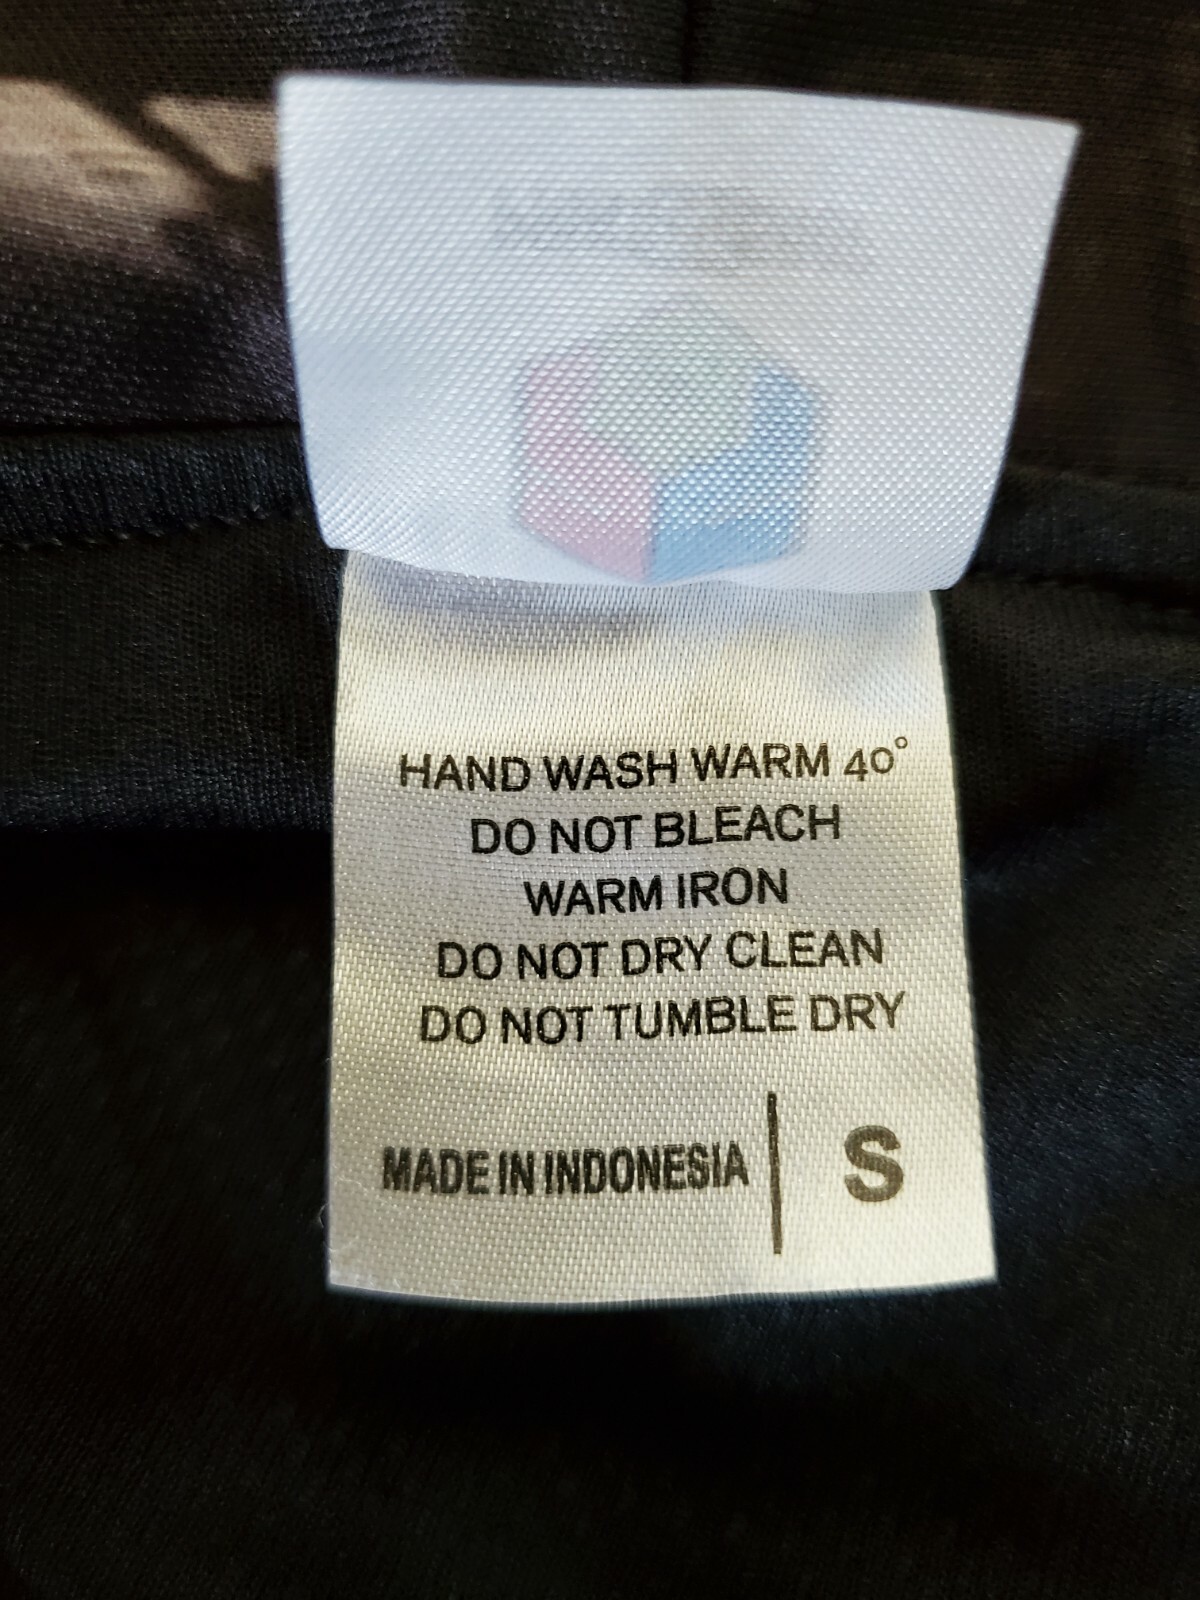 HAND WASH WARM 40°
DO NOT BLEACH
WARM IRON
DO NOT DRY CLEAN
DO NOT TUMBLE DRY
MADE IN INDONESIA | S